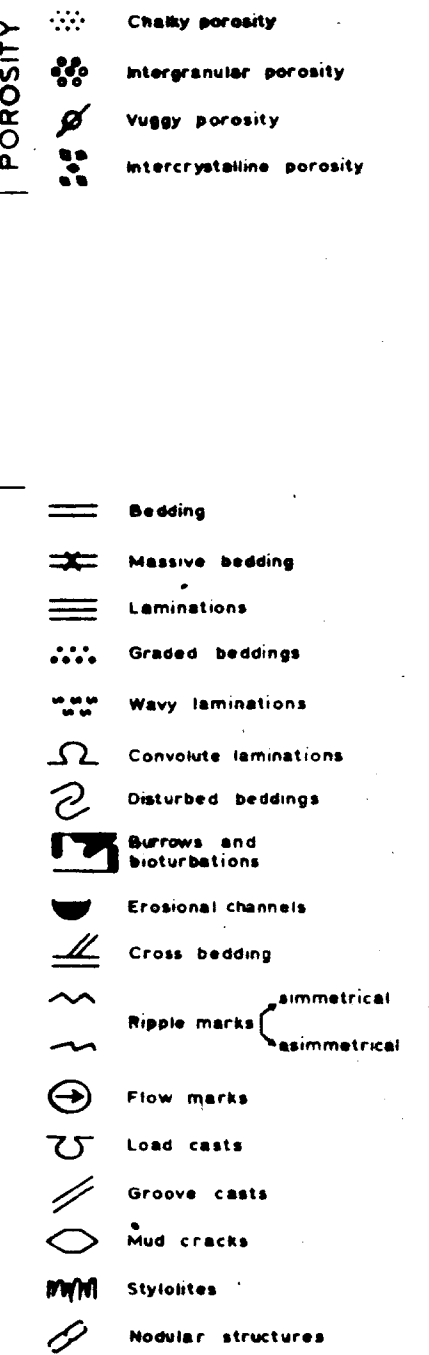 POROSITY
Chalky porosity
Intergranular porosity
Vuggy porosity
Intercrystalline porosity
Bedding
Massive bedding
Laminations
Graded beddings
Wavy laminations
Convolute laminations
Disturbed beddings
Burrows and
bioturbations
Erosional channels
Cross bedding
simmetrical
Ripple marks
asimmetrical
Flow marks
Load casts
Groove casts
Mud cracks
Stylolites
Nodular structures